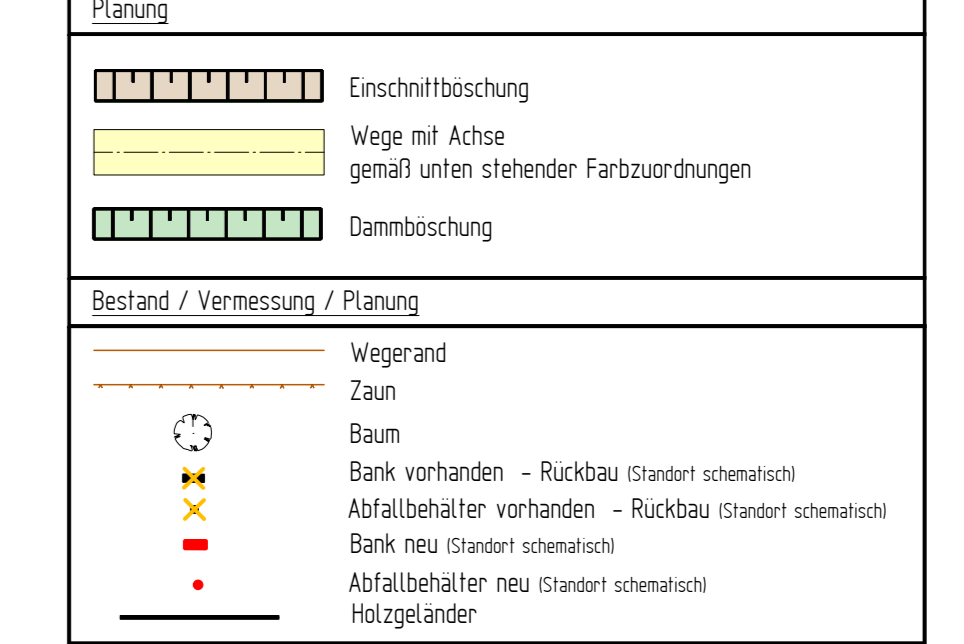 Planung
Einschnittböschung
Wege mit Achse
gemäß unten stehender Farbzuordnungen
Dammböschung
Bestand / Vermessung / Planung
Wegerand
Zaun
Baum
Bank vorhanden - Rückbau (Standort schematisch)
Abfallbehälter vorhanden - Rückbau (Standort schematisch)
Bank neu (Standort schematisch)
Abfallbehälter neu (Standort schematisch)
Holzgeländer